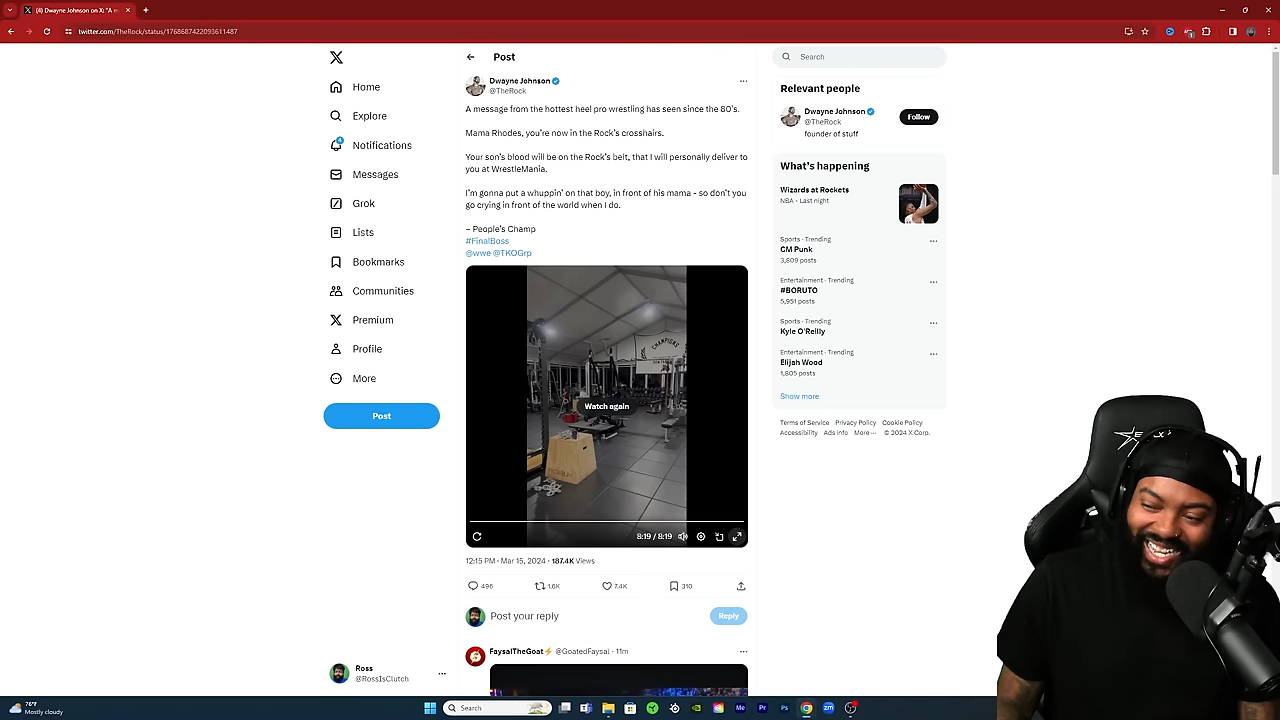 (4) Dwayne Johnson on X: "A m
twitter.com/TheRock/status/1768687422093611487
Home
Explore
4
Notifications
Messages
Grok
Lists
Bookmarks
Communities
Premium
Profile
More
Post
Ross
@RossIsClutch
Post
Dwayne Johnson
@TheRock
A message from the hottest heel pro wrestling has seen since the 80's.
Mama Rhodes, you're now in the Rock's crosshairs.
Your son's blood will be on the Rock's belt, that I will personally deliver to
you at WrestleMania.
I'm gonna put a whuppin' on that boy, in front of his mama - so don't you
go crying in front of the world when I do.
~ People's Champ
#FinalBoss
@wwe @TKOGrp
CHAMPIONS
Watch again
8:19 / 8:19
12:15 PM · Mar 15, 2024 · 187.4K Views
496
1.6K
7.4K
310
Post your reply
Reply
FaysalTheGoat⚡ @GoatedFaysal · 11m
Search
Relevant people
Dwayne Johnson
@TheRock
Follow
founder of stuff
What's happening
Wizards at Rockets
NBA · Last night
Sports · Trending
CM Punk
3,809 posts
Entertainment · Trending
#BORUTO
5,951 posts
Sports · Trending
Kyle O'Reilly
Entertainment · Trending
Elijah Wood
1,805 posts
Show more
Terms of Service Privacy Policy Cookie Policy
Accessibility Ads info More ··· © 2024 X Corp.
76°F
Mostly cloudy
Search
Me
Pr
Ps
zm